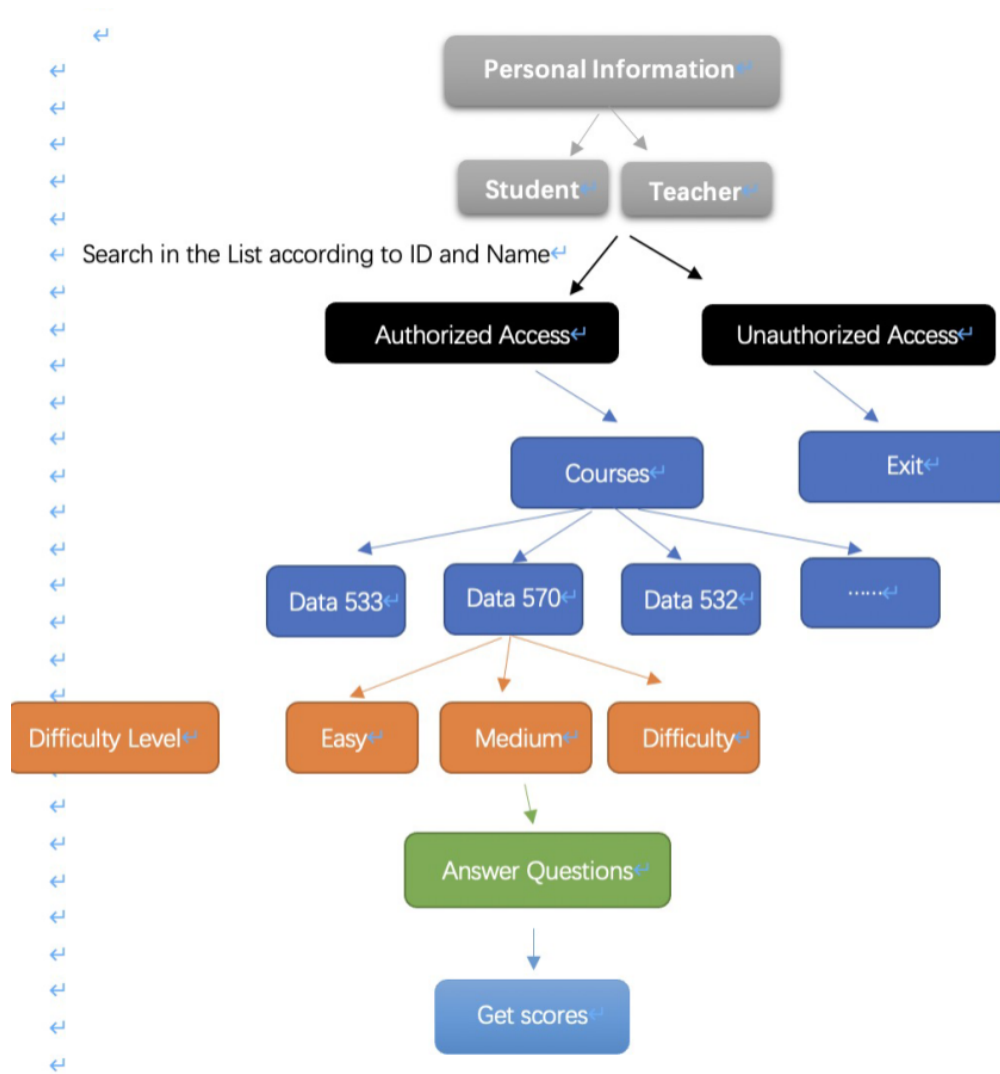 Personal Information
Student Teacher
Search in the List according to ID and Name
Authorized Access Unauthorized Access
Courses Exit
Data 533 Data 570 Data 532 ······
Difficulty Level Easy Medium Difficulty
Answer Questions
Get scores